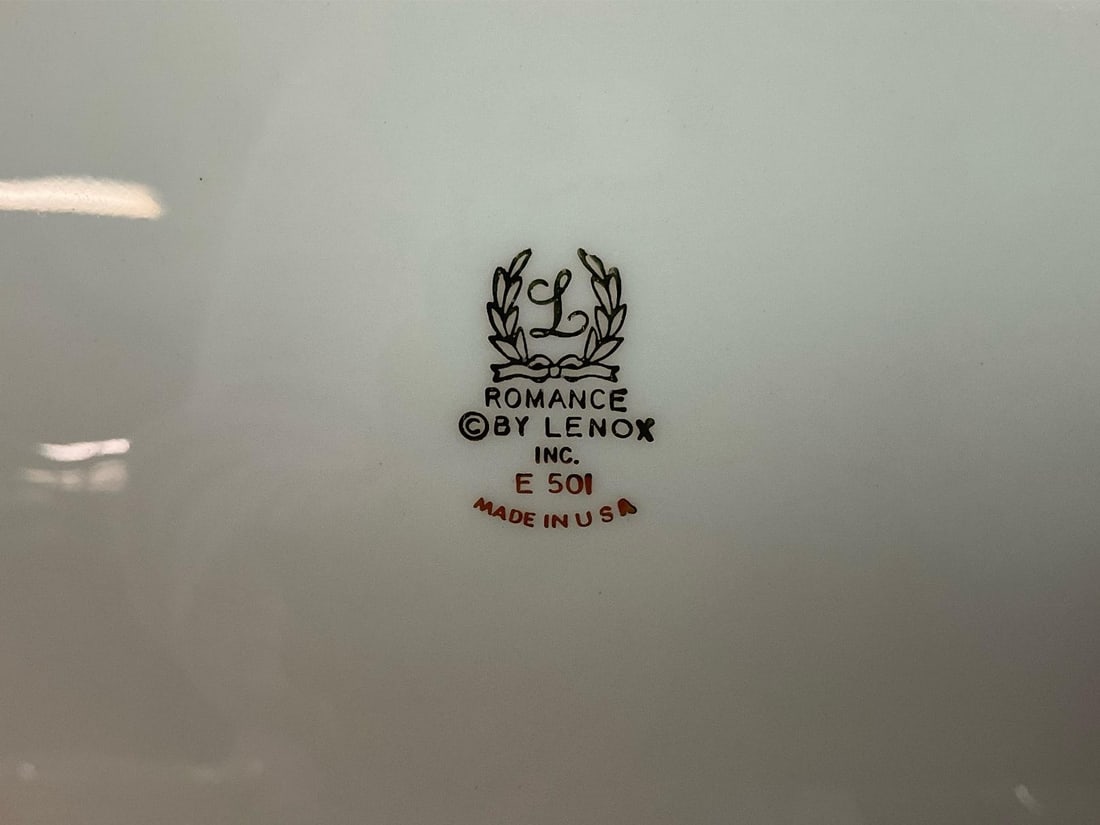 L
ROMANCE
©BY LENOX
INC.
E 501
MADE IN USA